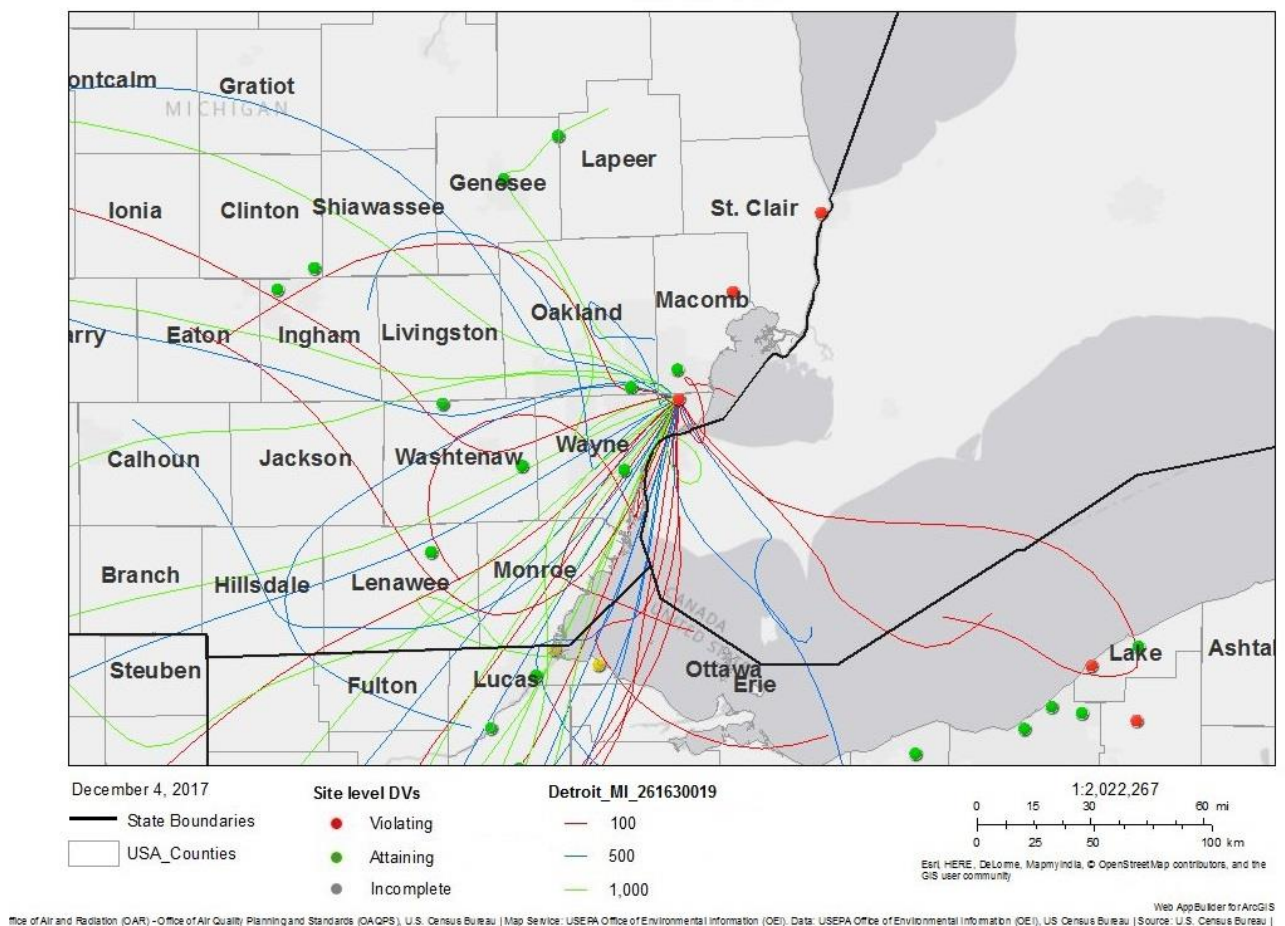 ontcalm
Gratiot
MICHIGAN
Lapeer
Genesee
Ionia
Clinton
Shiawassee
St. Clair
Macomb
Oakland
arry
Eaton
Ingham
Livingston
Wayne
Calhoun
Jackson
Washtenaw
Branch
Hillsdale
Lenawee
Monroe
CANADA
UNITED STA
Steuben
Fulton
Lucas
Ottawa
Erie
Lake
Ashtal
December 4, 2017
State Boundaries
USA_Counties
Site level DVs
Violating
Attaining
Incomplete
Detroit_MI_261630019
100
500
1,000
1:2,022,267
0 15 30 60 mi
0 25 50 100 km
Esri, HERE, DeLorme, MapmyIndia, © OpenStreetMap contributors, and the
GIS user community
Web AppBuilder for ArcGIS
ffice of Air and Radiation (OAR) - Office of Air Quality Planning and Standards (OAQPS), U.S. Census Bureau | Map Service: USEPA Office of Environmental Information (OEI). Data: USEPA Office of Environmental Information (OEI), US Census Bureau | Source: U.S. Census Bureau |